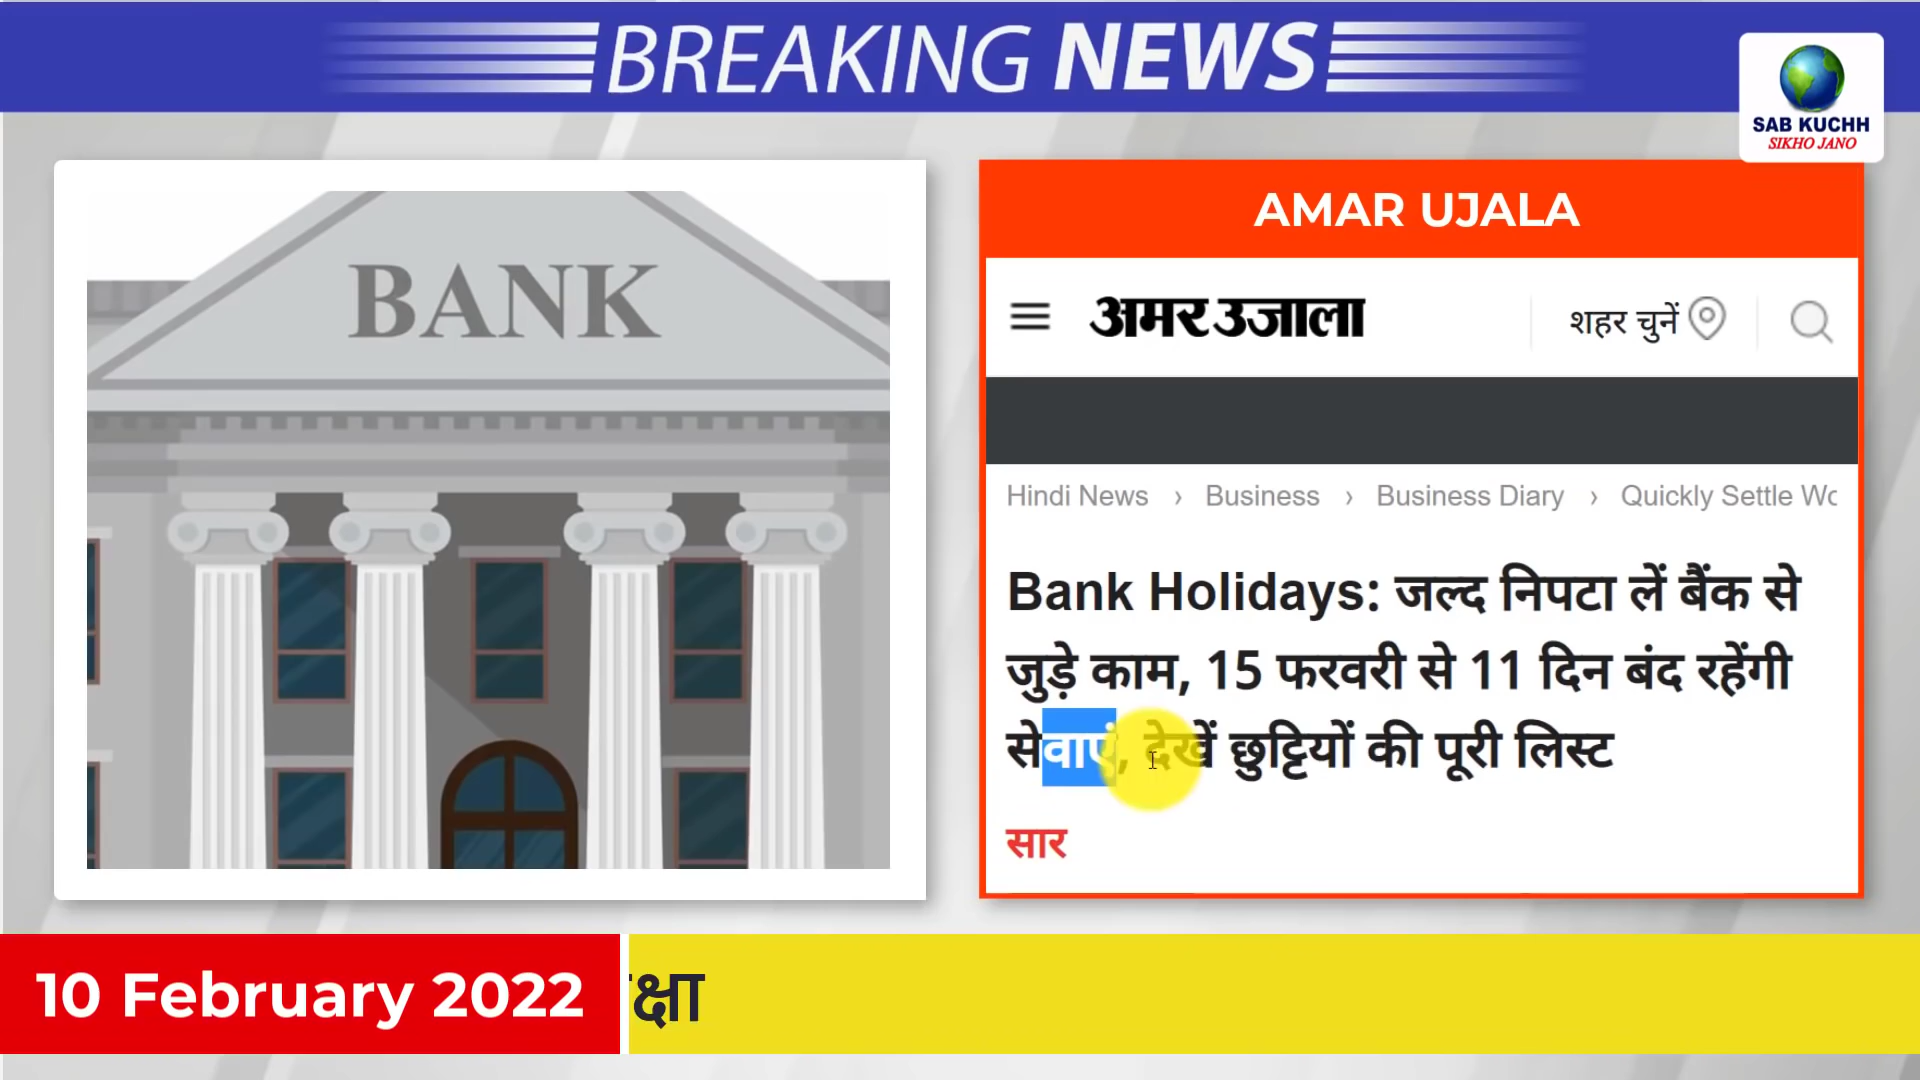 BREAKING NEWS
SAB KUCHH
SIKHO JANO
BANK
AMAR UJALA
अमर उजाला
शहर चुनें
Hindi News › Business › Business Diary › Quickly Settle Wo
Bank Holidays: जल्द निपटा लें बैंक से
जुड़े काम, 15 फरवरी से 11 दिन बंद रहेंगी
सेवाएं, देखें छुट्टियों की पूरी लिस्ट
सार
10 February 2022